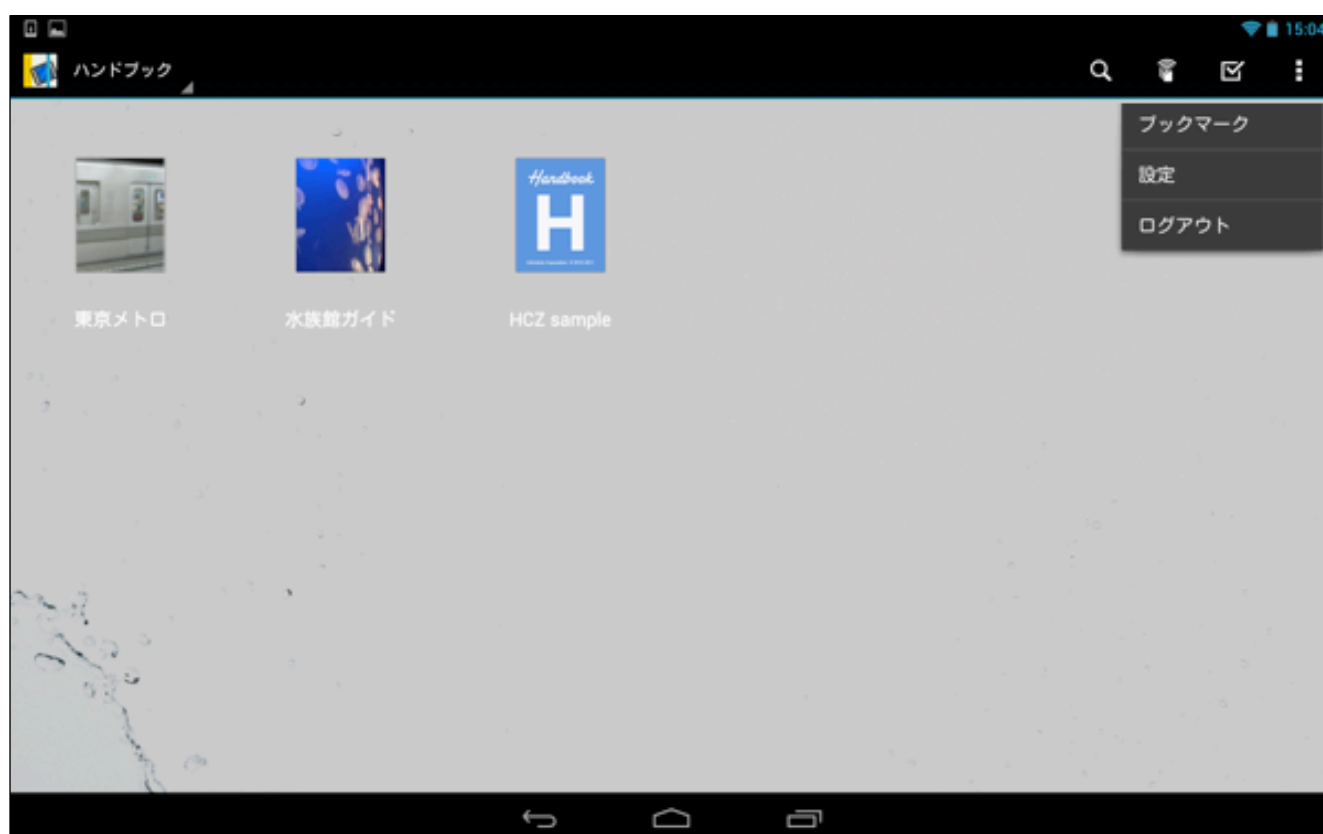 15:04
ハンドブック
ブックマーク
設定
ログアウト
Handbook
H
東京メトロ
水族館ガイド
HCZ sample